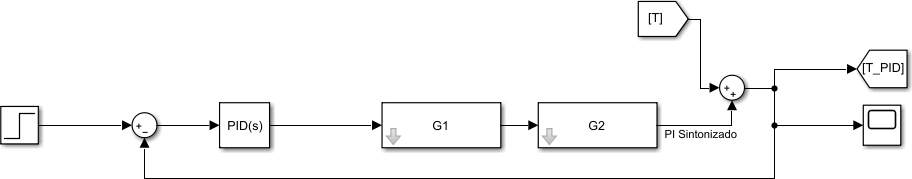 [T]
[T_PID]
PID(s)
G1
G2
PI Sintonizado